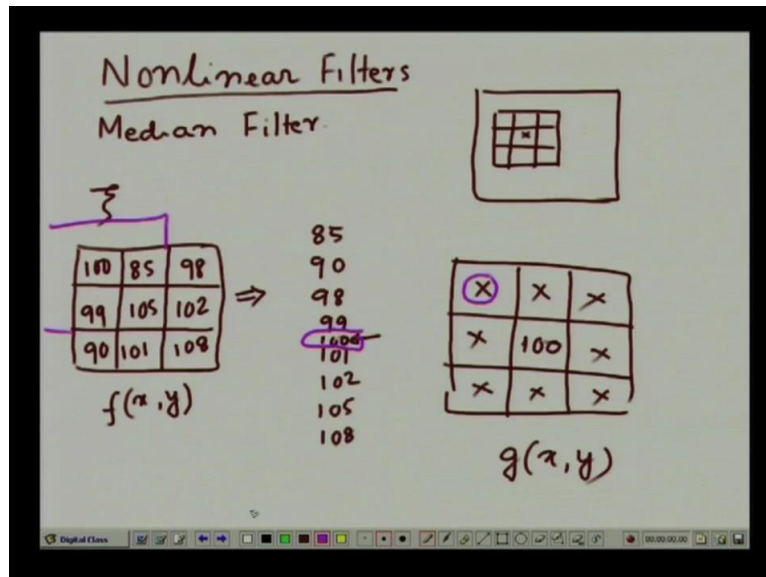 Nonlinear Filters
Median Filter
100 85 98
99 105 102
90 101 108
f(x,y)
⇒
85
90
98
99
100
101
102
105
108
x
x x x
x 100 x
x x x
g(x,y)
Digital Class
00:00:00.00